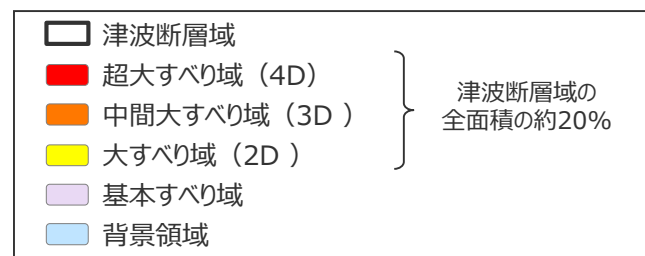 津波断層域
超大すべり域（4D）
中間大すべり域（3D ）
大すべり域（2D ）
基本すべり域
背景領域
津波断層域の
全面積の約20%